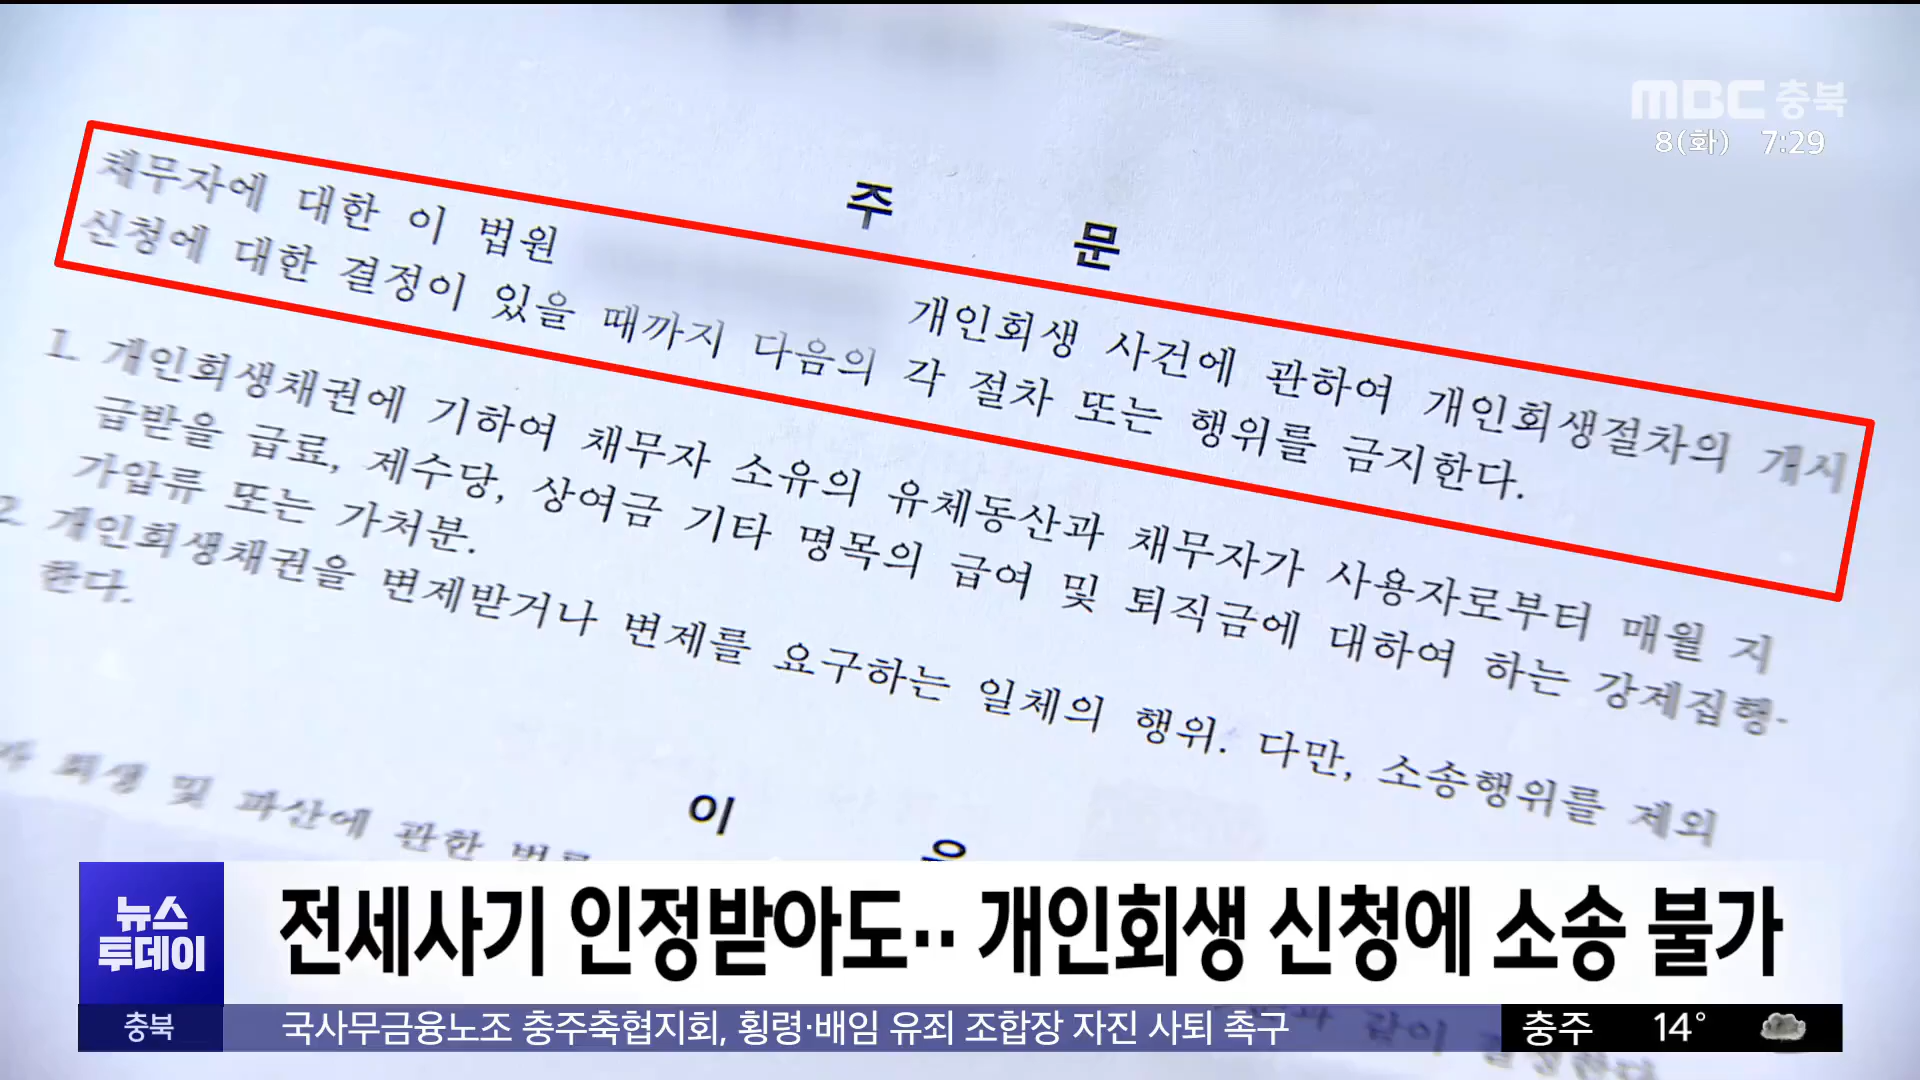 MBC 충북
8(화) 7:29
주 문
채무자에 대한 이 법원 개인회생 사건에 관하여 개인회생절차의 개시
신청에 대한 결정이 있을 때까지 다음의 각 절차 또는 행위를 금지한다.
1. 개인회생채권에 기하여 채무자 소유의 유체동산과 채무자가 사용자로부터 매월 지
급받을 급료, 제수당, 상여금 기타 명목의 급여 및 퇴직금에 대하여 하는 강제집행·
가압류 또는 가처분.
2. 개인회생채권을 변제받거나 변제를 요구하는 일체의 행위. 다만, 소송행위를 제외
한다.
이
회생 및 파산에 관한
뉴스
투데이
전세사기 인정받아도·· 개인회생 신청에 소송 불가
충북
국사무금융노조 충주축협지회, 횡령·배임 유죄 조합장 자진 사퇴 촉구
충주 14°